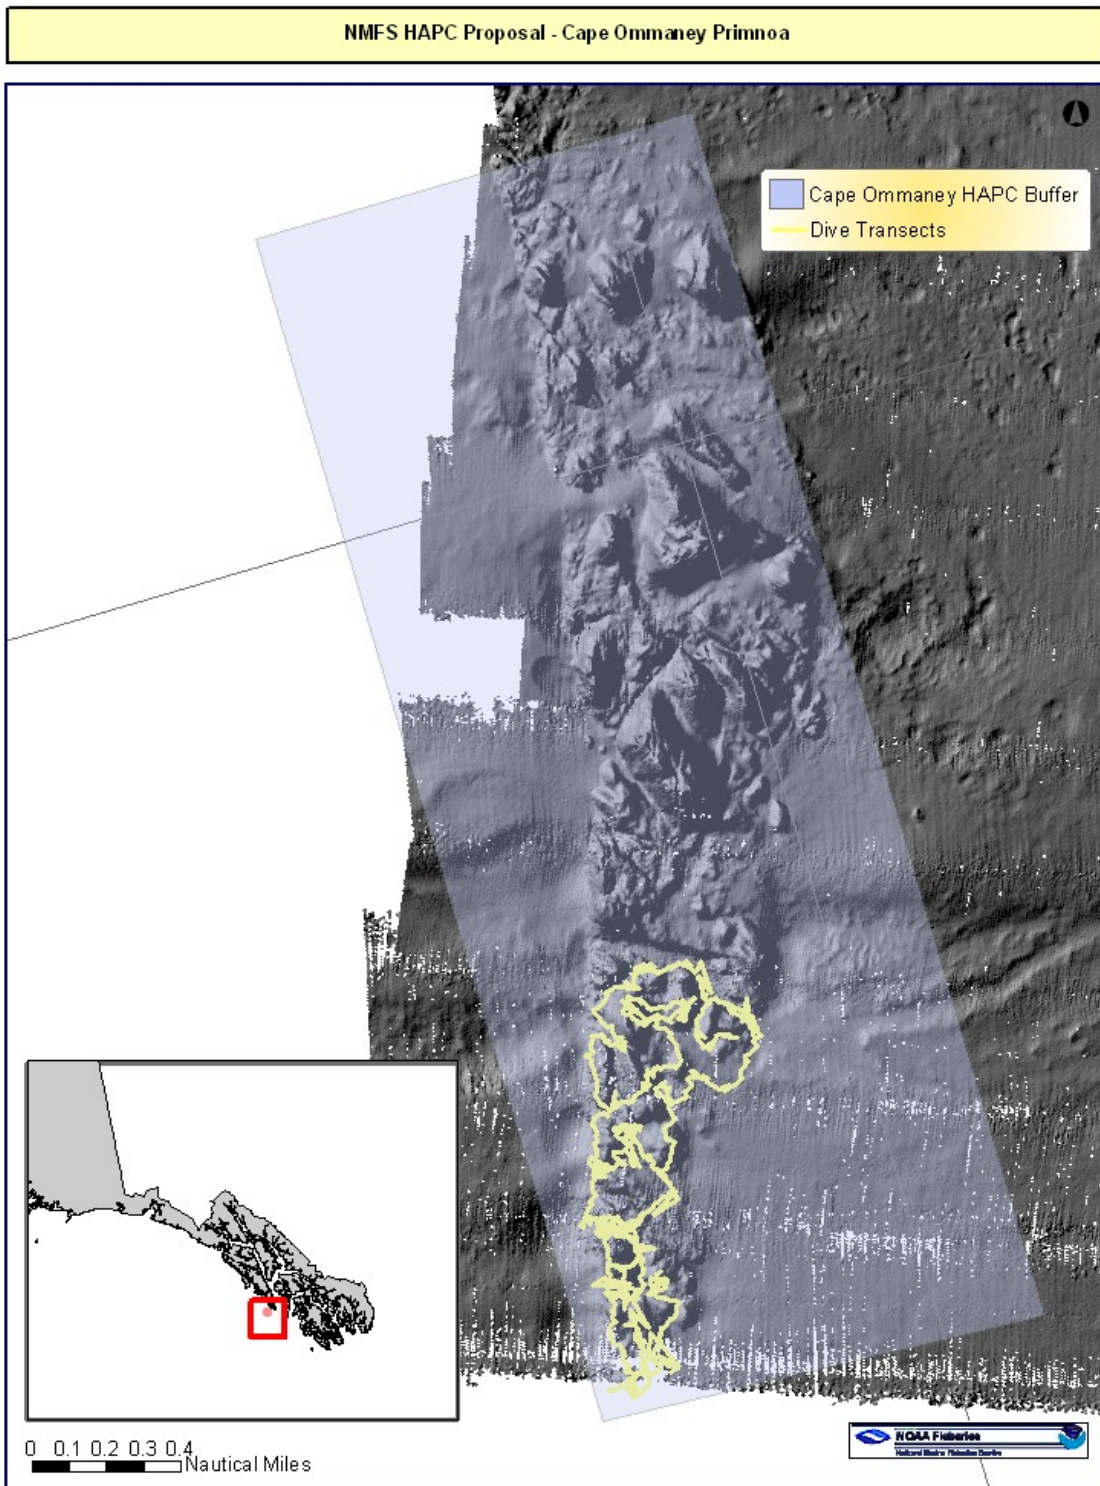 NMFS HAPC Proposal - Cape Ommaney Primnoa
Cape Ommaney HAPC Buffer
Dive Transects
0 0.1 0.2 0.3 0.4
Nautical Miles
NOAA Fisheries